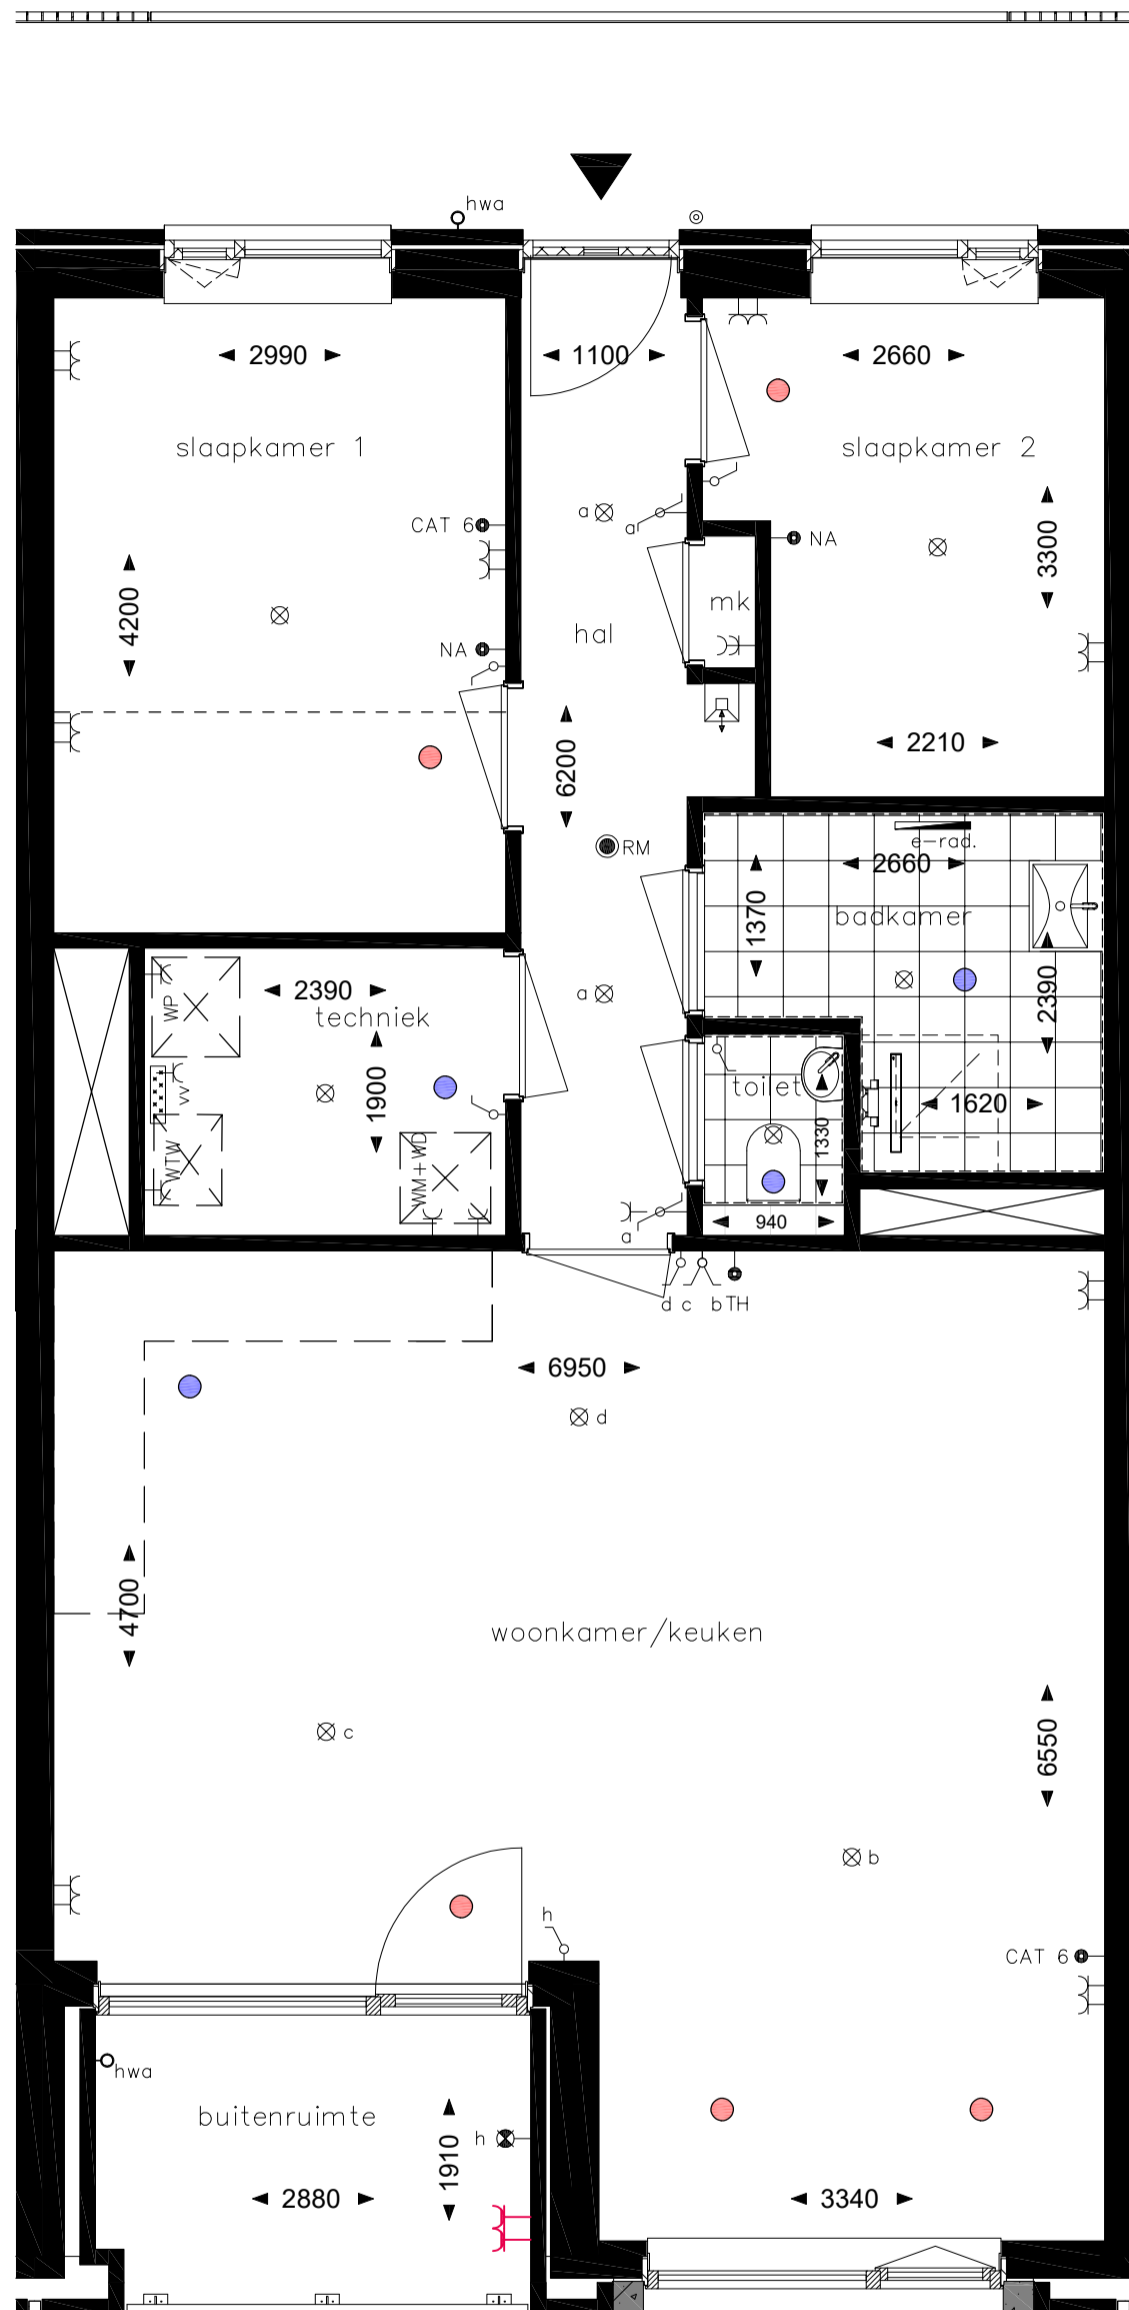 hwa
2990
1100
2660
slaapkamer 1
slaapkamer 2
CAT 6
a
a
NA
3300
4200
mk
hal
NA
2210
6200
RM
e-rad.
2660
1370
badkamer
2390
WP
2390
techniek
a
VV
1900
toilet
1620
1330
WTW
WM+WD
940
a
d c b TH
6950
d
4700
woonkamer/keuken
c
6550
b
h
CAT 6
hwa
buitenruimte
h
1910
2880
3340